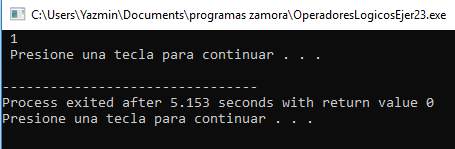 C:\Users\Yazmin\Documents\programas zamora\OperadoresLogicosEjer23.exe
1
Presione una tecla para continuar . . .
--------------------------------
Process exited after 5.153 seconds with return value 0
Presione una tecla para continuar . . .